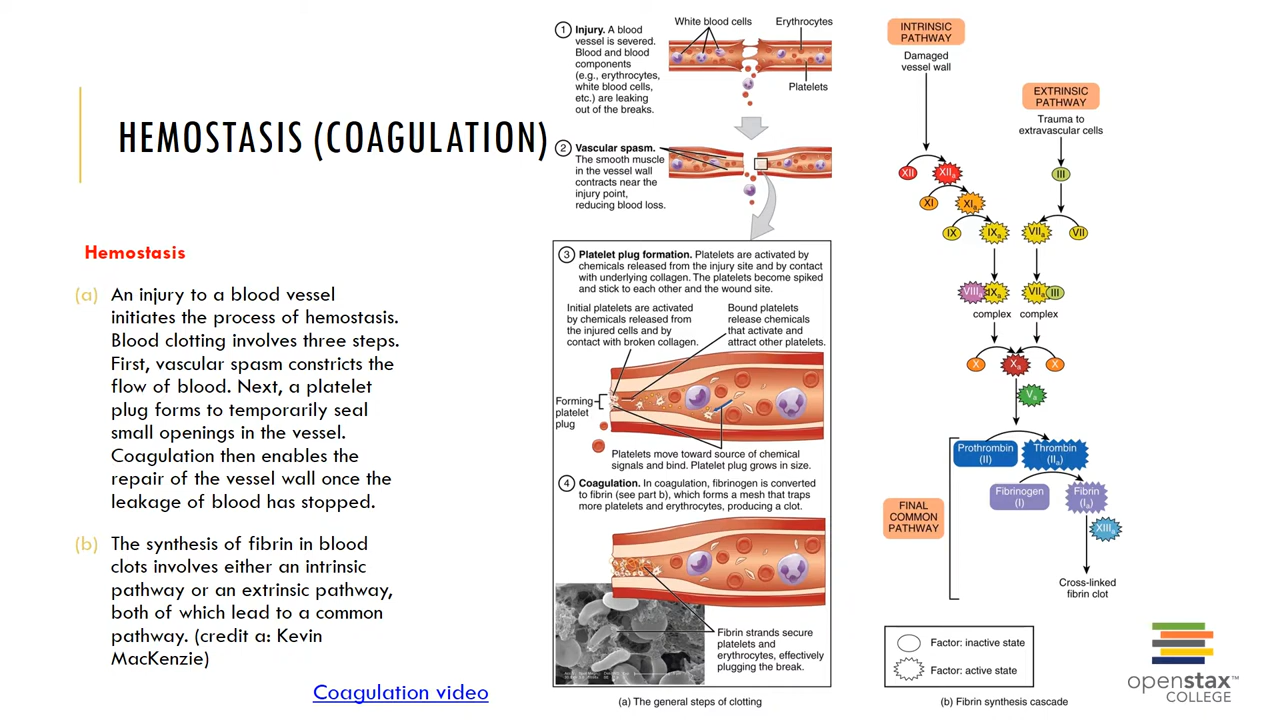 HEMOSTASIS (COAGULATION)
Hemostasis
(a) An injury to a blood vessel
initiates the process of hemostasis.
Blood clotting involves three steps.
First, vascular spasm constricts the
flow of blood. Next, a platelet
plug forms to temporarily seal
small openings in the vessel.
Coagulation then enables the
repair of the vessel wall once the
leakage of blood has stopped.
(b) The synthesis of fibrin in blood
clots involves either an intrinsic
pathway or an extrinsic pathway,
both of which lead to a common
pathway. (credit a: Kevin
MacKenzie)
Coagulation video
1 Injury. A blood
vessel is severed.
Blood and blood
components
(e.g., erythrocytes,
white blood cells,
etc.) are leaking
out of the breaks.
White blood cells
Erythrocytes
Platelets
2 Vascular spasm.
The smooth muscle
in the vessel wall
contracts near the
injury point,
reducing blood loss.
3 Platelet plug formation. Platelets are activated by
chemicals released from the injury site and by contact
with underlying collagen. The platelets become spiked
and stick to each other and the wound site.
Initial platelets are activated
by chemicals released from
the injured cells and by
contact with broken collagen.
Bound platelets
release chemicals
that activate and
attract other platelets.
Forming
platelet
plug
Platelets move toward source of chemical
signals and bind. Platelet plug grows in size.
4 Coagulation. In coagulation, fibrinogen is converted
to fibrin (see part b), which forms a mesh that traps
more platelets and erythrocytes, producing a clot.
Fibrin strands secure
platelets and
erythrocytes, effectively
plugging the break.
(a) The general steps of clotting
INTRINSIC
PATHWAY
Damaged
vessel wall
EXTRINSIC
PATHWAY
Trauma to
extravascular cells
XII
XIIa
III
XI
XIa
IX
IXa
VIIa
VII
VIIIa
IXa
VIIa
III
complex
complex
X
Xa
X
Va
Prothrombin
(II)
Thrombin
(IIa)
Fibrinogen
(I)
Fibrin
(Ia)
FINAL
COMMON
PATHWAY
XIIIa
Cross-linked
fibrin clot
Factor: inactive state
Factor: active state
(b) Fibrin synthesis cascade
openstax™
COLLEGE